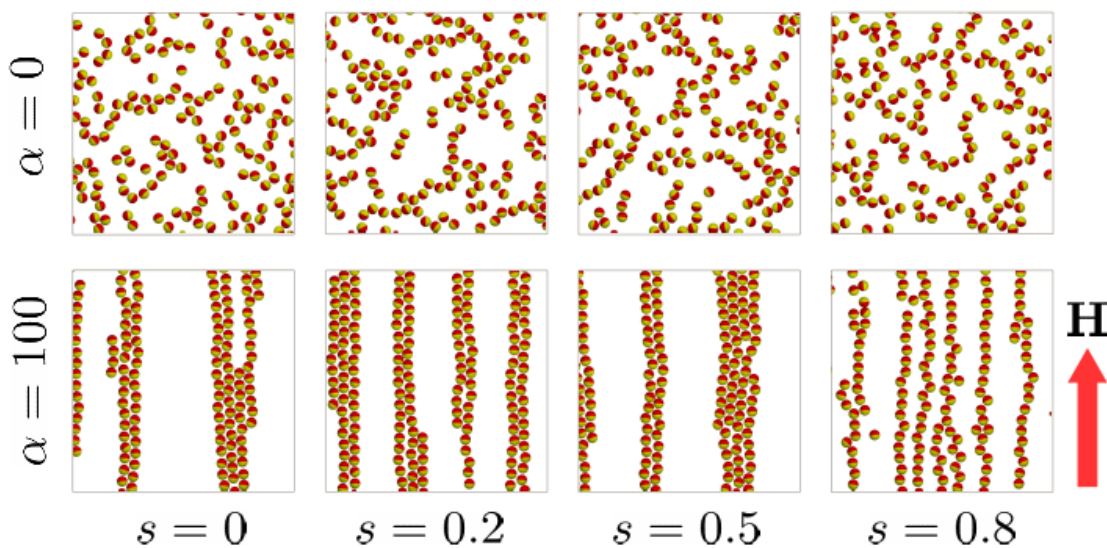 α = 0
α = 100
H
s = 0
s = 0.2
s = 0.5
s = 0.8